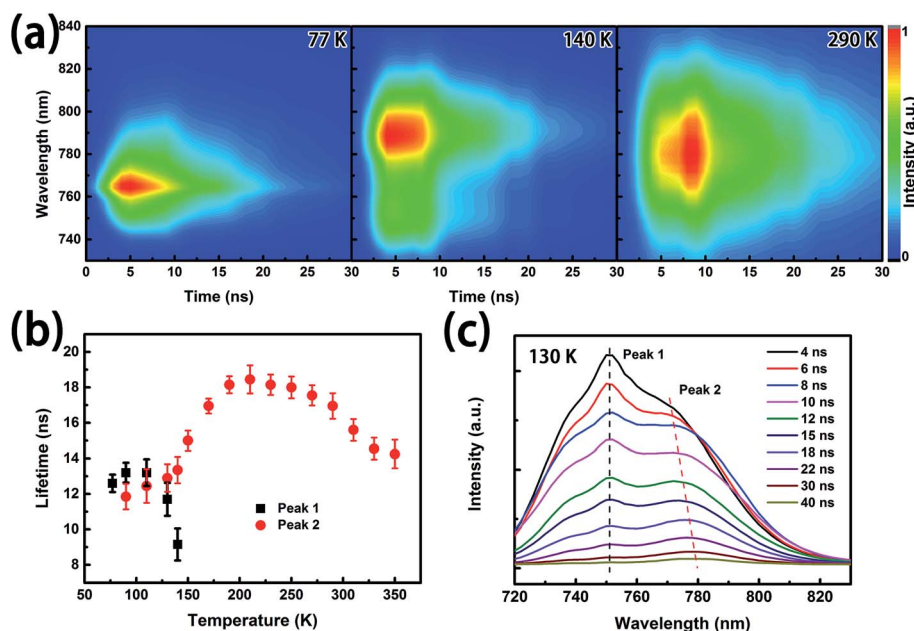 (a)
77 K
140 K
290 K
Wavelength (nm)
840
820
800
780
760
740
0 5 10 15 20 25 30 5 10 15 20 25 30 5 10 15 20 25 30
Time (ns)
Time (ns)
Time (ns)
1
0
Intensity (a.u.)
(b)
Lifetime (ns)
20
18
16
14
12
10
8
Peak 1
Peak 2
100 150 200 250 300 350
Temperature (K)
(c)
130 K
Peak 1
Peak 2
4 ns
6 ns
8 ns
10 ns
12 ns
15 ns
18 ns
22 ns
30 ns
40 ns
Intensity (a.u.)
720 740 760 780 800 820
Wavelength (nm)